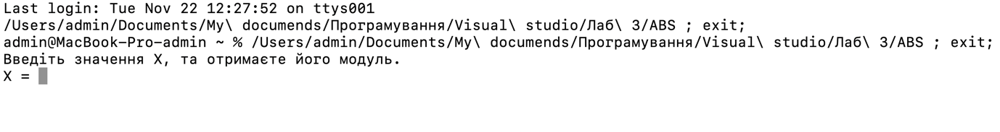 Last login: Tue Nov 22 12:27:52 on ttys001
/Users/admin/Documents/My\ documends/Програмування/Visual\ studio/Лаб\ 3/ABS ; exit;
admin@MacBook-Pro-admin ~ % /Users/admin/Documents/My\ documends/Програмування/Visual\ studio/Лаб\ 3/ABS ; exit;
Введіть значення X, та отримаєте його модуль.
X =